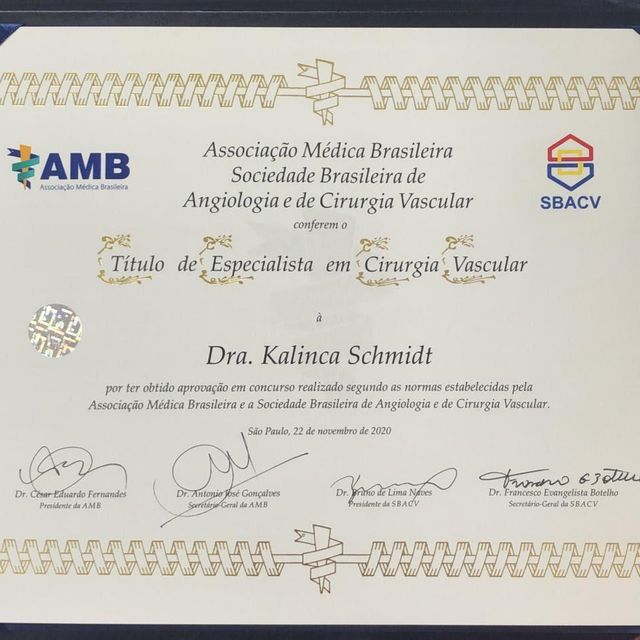 AMB
Associação Médica Brasileira
SBACV
Associação Médica Brasileira
Sociedade Brasileira de
Angiologia e de Cirurgia Vascular
conferem o
Título de Especialista em Cirurgia Vascular
à
Dra. Kalinca Schmidt
por ter obtido aprovação em concurso realizado segundo as normas estabelecidas pela
Associação Médica Brasileira e a Sociedade Brasileira de Angiologia e de Cirurgia Vascular.
São Paulo, 22 de novembro de 2020
Dr. César Eduardo Fernandes
Presidente da AMB
Dr. Antonio José Gonçalves
Secretário-Geral da AMB
Dr. Bruno de Lima Naves
Presidente da SBACV
Dr. Francesco Evangelista Botelho
Secretário-Geral da SBACV